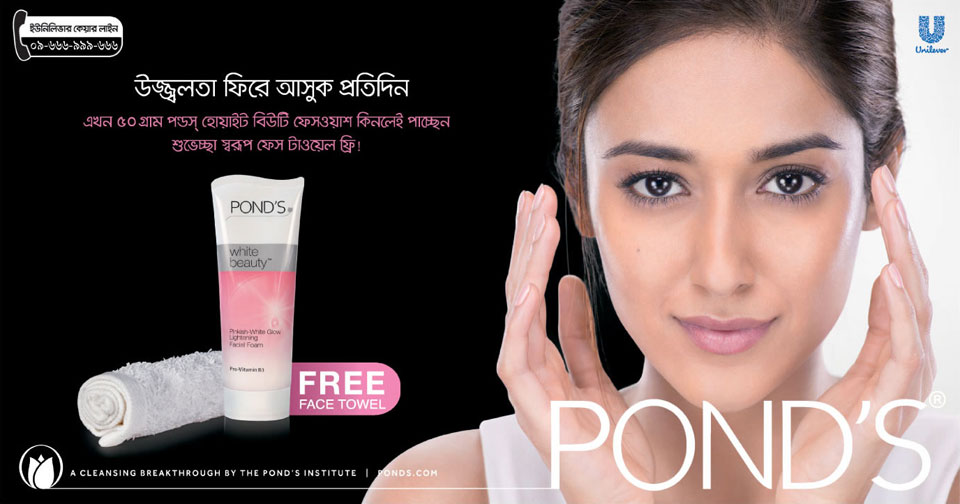 ইউনিলিভার কেয়ার লাইন
০৯-৬৬৬-৯৯৯-৬৬৬
Unilever
উজ্জ্বলতা ফিরে আসুক প্রতিদিন
এখন ৫০ গ্রাম পন্ডস্ হোয়াইট বিউটি ফেসওয়াশ কিনলেই পাচ্ছেন
শুভেচ্ছা স্বরূপ ফেস টাওয়েল ফ্রি!
POND'S
white
beauty™
Pinkish-White Glow
Lightening
Facial Foam
Pro-Vitamin B3
FREE
FACE TOWEL
POND'S®
A CLEANSING BREAKTHROUGH BY THE POND'S INSTITUTE | PONDS.COM